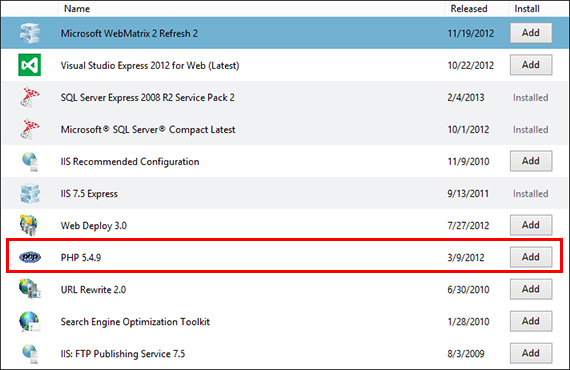 Name Released Install
Microsoft WebMatrix 2 Refresh 2 11/19/2012 Add
Visual Studio Express 2012 for Web (Latest) 10/22/2012 Add
SQL Server Express 2008 R2 Service Pack 2 2/4/2013 Installed
Microsoft® SQL Server® Compact Latest 10/1/2012 Installed
IIS Recommended Configuration 11/9/2010 Add
IIS 7.5 Express 9/13/2011 Installed
Web Deploy 3.0 7/27/2012 Add
php PHP 5.4.9 3/9/2012 Add
URL Rewrite 2.0 6/30/2010 Add
Search Engine Optimization Toolkit 1/28/2010 Add
IIS: FTP Publishing Service 7.5 8/3/2009 Add